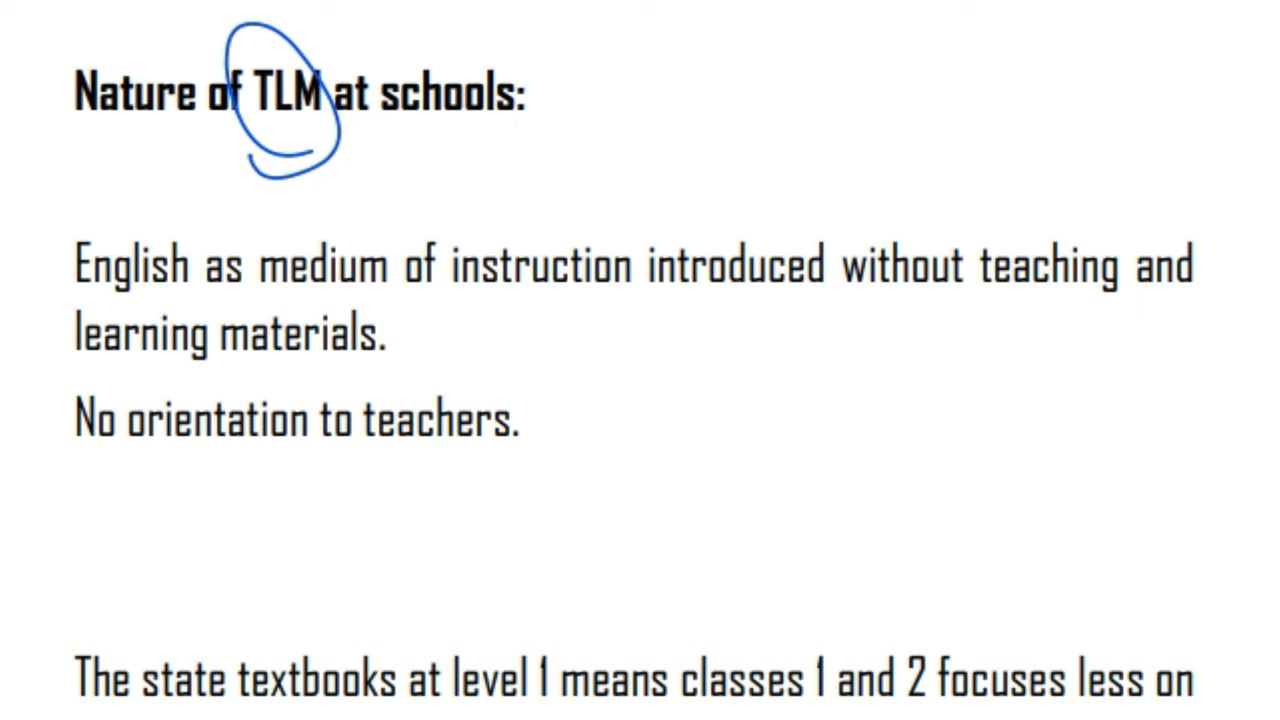 Nature of TLM at schools:
English as medium of instruction introduced without teaching and
learning materials.
No orientation to teachers.
The state textbooks at level 1 means classes 1 and 2 focuses less on